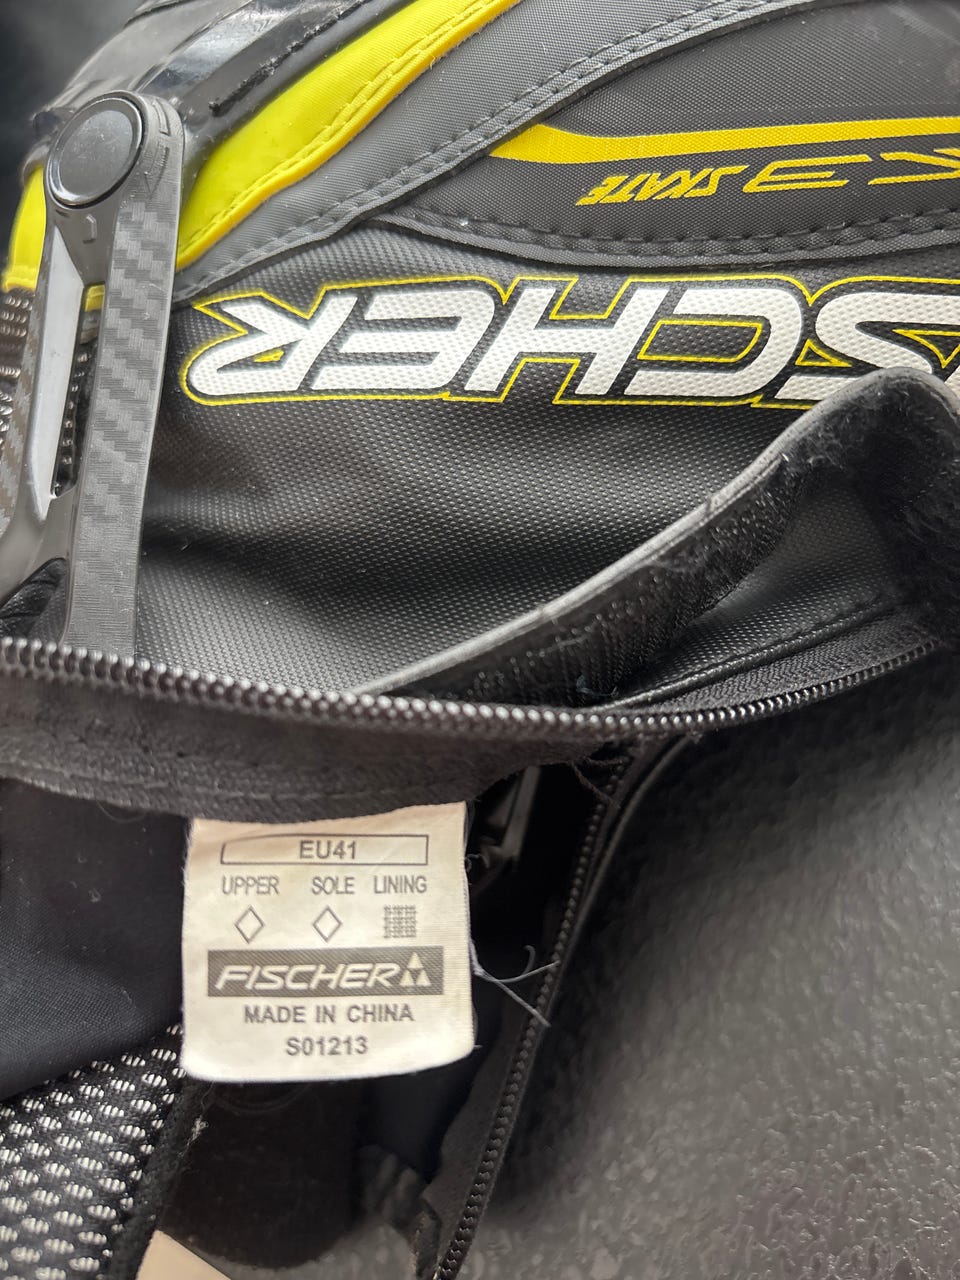 SKATE
SCHER
EU41
UPPER SOLE LINING
FISCHER
MADE IN CHINA
S01213